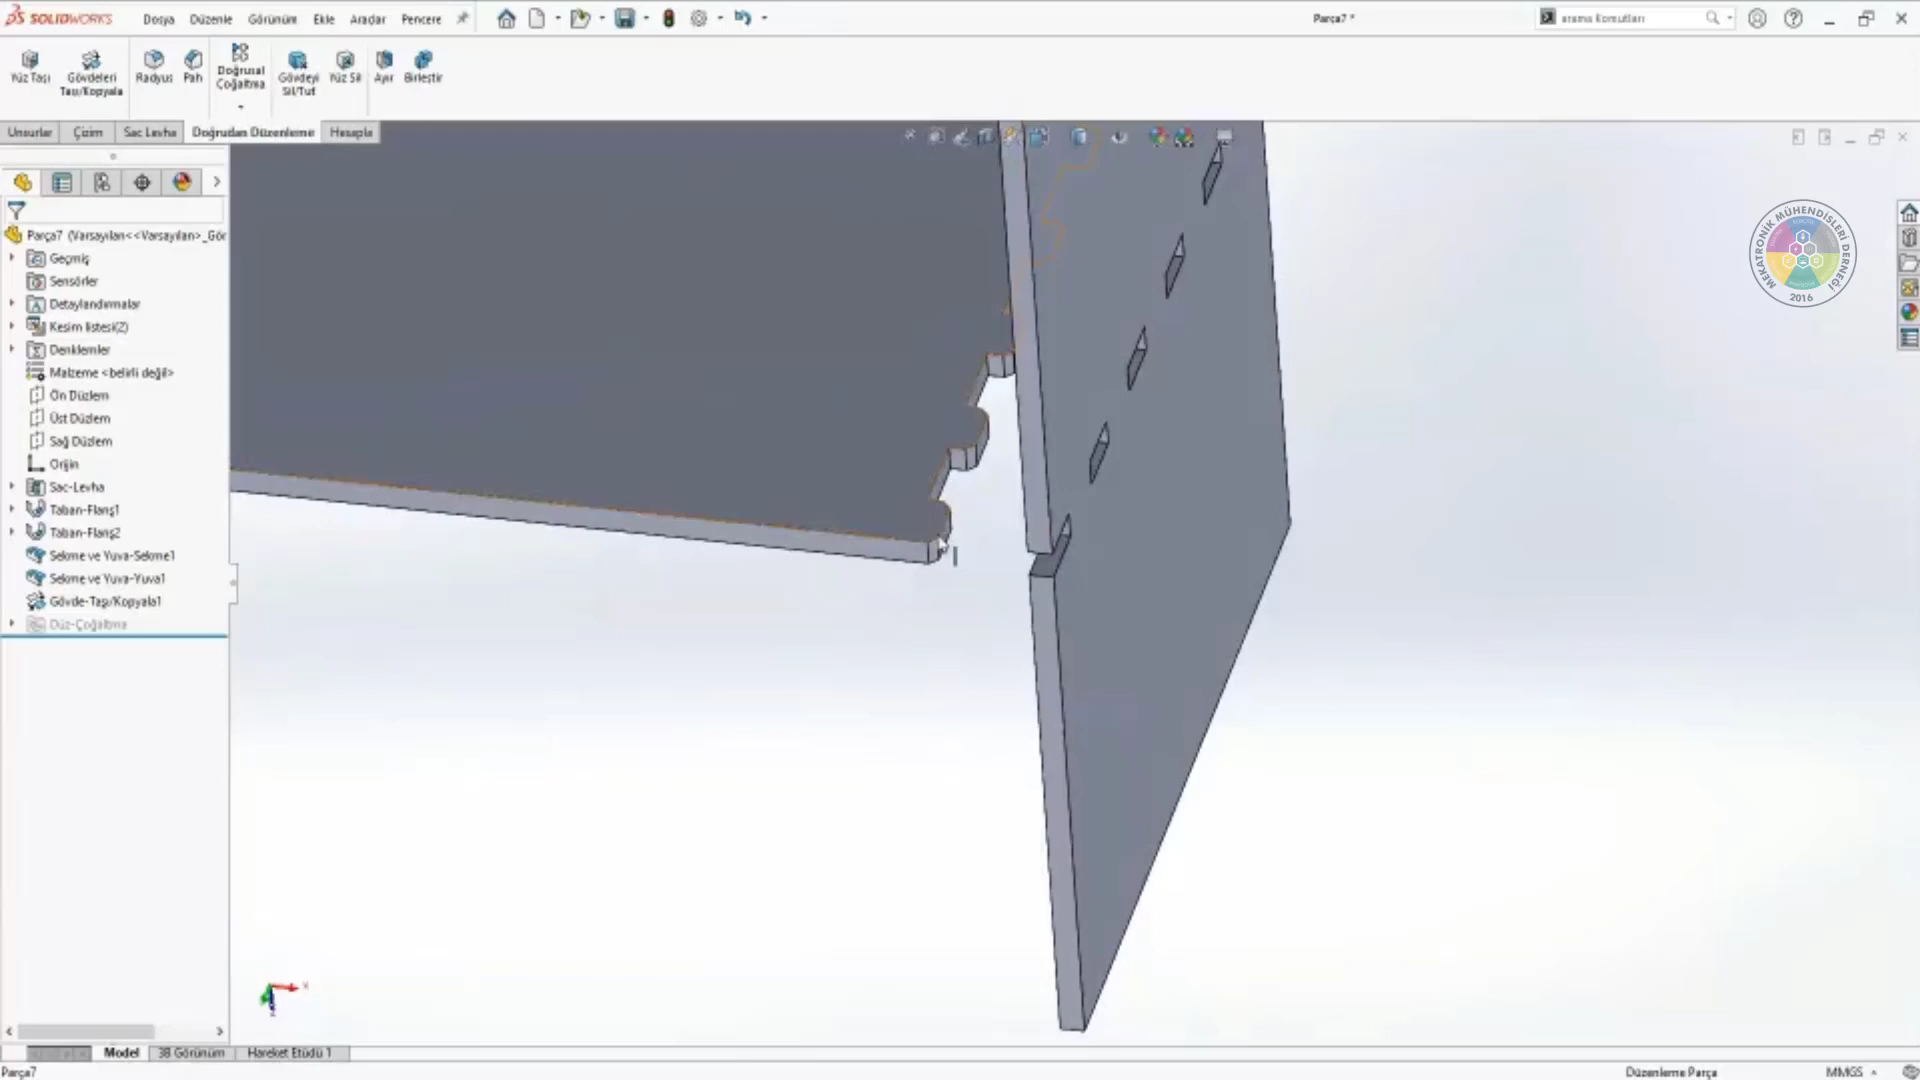 SOLIDWORKS
Dosya Düzenle Görünüm Ekle Araçlar Pencere
Parça7 *
arama komutları
Yüz Taşı
Gövdeleri Taşı/Kopyala
Radyus
Pah
Doğrusal Çoğaltma
Gövdeyi Sil/Tut
Yüz Sil
Ayır
Birleştir
Unsurlar Çizim Sac Levha Doğrudan Düzenleme Hesapla
Parça7 (Varsayılan<<Varsayılan>_Gör
Geçmiş
Sensörler
Detaylandırmalar
Kesim listesi(2)
Denklemler
Malzeme <belirli değil>
Ön Düzlem
Üst Düzlem
Sağ Düzlem
Orijin
Sac-Levha
Taban-Flanş1
Taban-Flanş2
Sekme ve Yuva-Sekme1
Sekme ve Yuva-Yuva1
Gövde-Taşı/Kopyala1
Düz-Çoğaltma
MEKATRONİK MÜHENDİSLERİ DERNEĞİ
2016
Model 3B Görünüm Hareket Etüdü 1
Parça7
Düzenleme Parça
MMGS